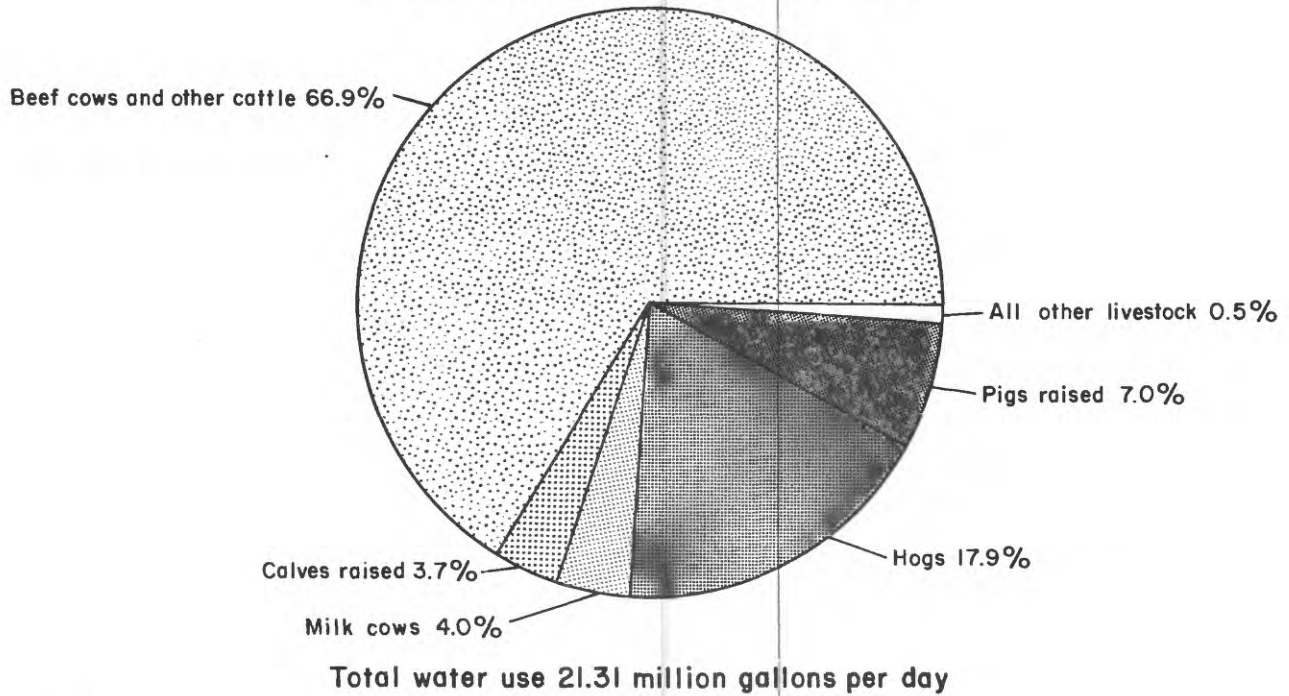 Beef cows and other cattle 66.9%
All other livestock 0.5%
Pigs raised 7.0%
Hogs 17.9%
Calves raised 3.7%
Milk cows 4.0%
Total water use 21.31 million gallons per day